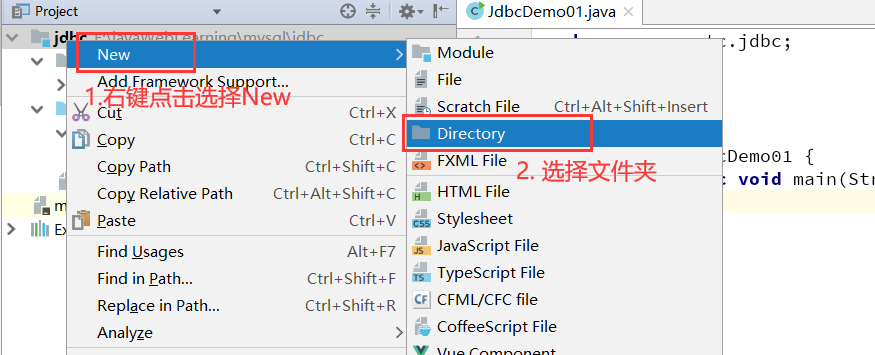 Project
JdbcDemo01.java
jdbc E:\JavaWebLearning\mysql\jdbc
c.jdbc;
New
Module
Add Framework Support...
File
1.右键点击选择New
Scratch File Ctrl+Alt+Shift+Insert
Cut Ctrl+X
Directory
Copy Ctrl+C
FXML File
cDemo01 {
2. 选择文件夹
Copy Path Ctrl+Shift+C
c void main(Str
Copy Relative Path Ctrl+Alt+Shift+C
HTML File
Paste Ctrl+V
Stylesheet
Find Usages Alt+F7
JavaScript File
Find in Path... Ctrl+Shift+F
TypeScript File
Replace in Path... Ctrl+Shift+R
CFML/CFC file
Analyze
CoffeeScript File
Vue Component